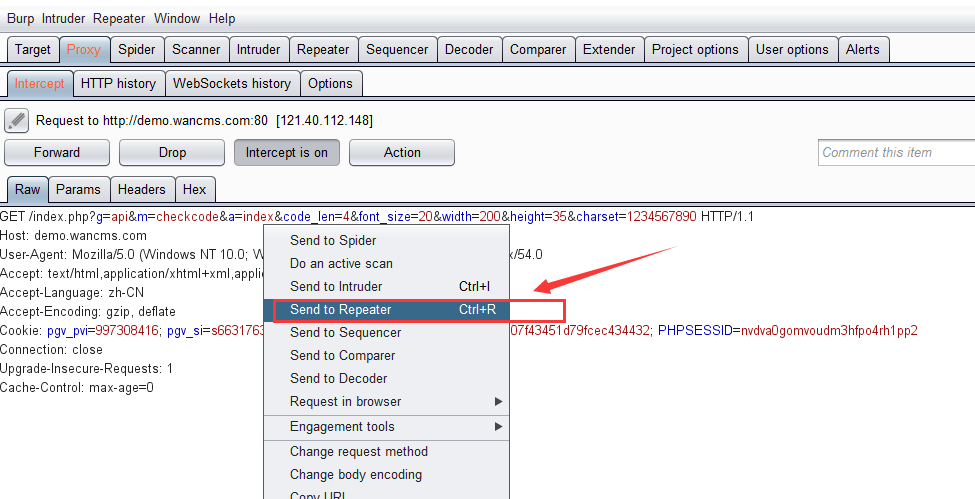 Burp Intruder Repeater Window Help
Target Proxy Spider Scanner Intruder Repeater Sequencer Decoder Comparer Extender Project options User options Alerts
Intercept HTTP history WebSockets history Options
Request to http://demo.wancms.com:80 [121.40.112.148]
Forward Drop Intercept is on Action Comment this item
Raw Params Headers Hex
GET /index.php?g=api&m=checkcode&a=index&code_len=4&font_size=20&width=200&height=35&charset=1234567890 HTTP/1.1
Host: demo.wancms.com
User-Agent: Mozilla/5.0 (Windows NT 10.0; x/54.0
Accept: text/html,application/xhtml+xml,appli
Accept-Language: zh-CN
Accept-Encoding: gzip, deflate
Cookie: pgv_pvi=997308416; pgv_si=s6631763 07f43451d79fcec434432; PHPSESSID=nvdva0gomvoudm3hfpo4rh1pp2
Connection: close
Upgrade-Insecure-Requests: 1
Cache-Control: max-age=0
Send to Spider
Do an active scan
Send to Intruder Ctrl+I
Send to Repeater Ctrl+R
Send to Sequencer
Send to Comparer
Send to Decoder
Request in browser
Engagement tools
Change request method
Change body encoding
Copy URL